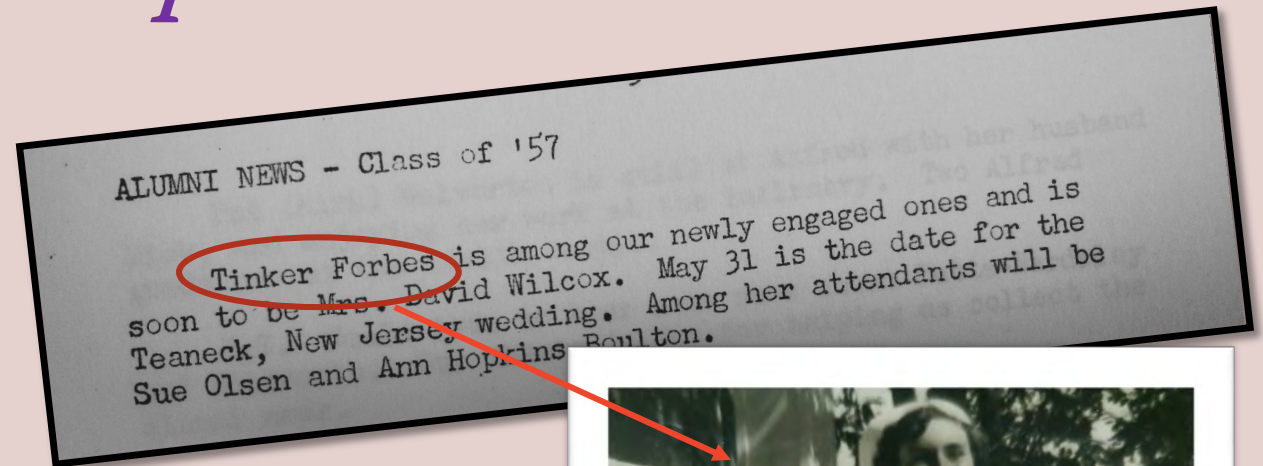 ALUMNI NEWS - Class of '57
Tinker Forbes is among our newly engaged ones and is
soon to be Mrs. David Wilcox. May 31 is the date for the
Teaneck, New Jersey wedding. Among her attendants will be
Sue Olsen and Ann Hopkins Boulton.